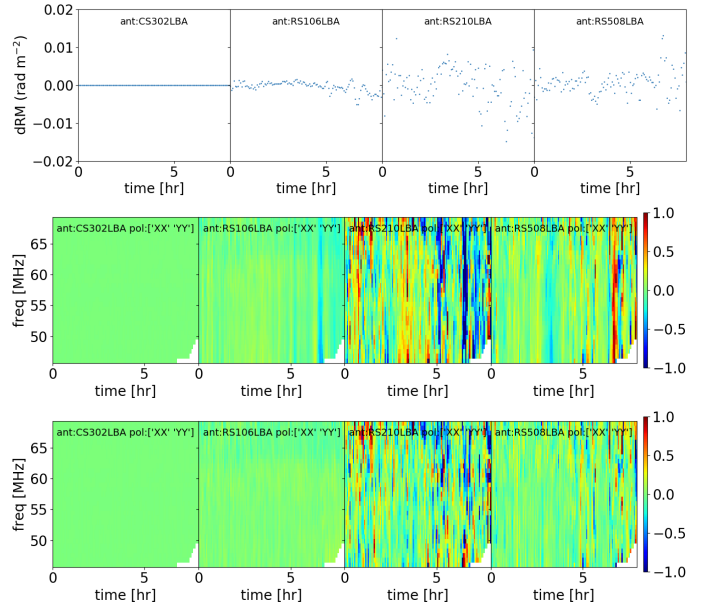 0.02
0.01
0.00
−0.01
−0.02
dRM (rad m⁻²)
ant:CS302LBA
ant:RS106LBA
ant:RS210LBA
ant:RS508LBA
0 5 0 5 0 5 0 5
time [hr] time [hr] time [hr] time [hr]
65
60
55
50
freq [MHz]
ant:CS302LBA pol:['XX' 'YY']
ant:RS106LBA pol:['XX' 'YY']
ant:RS210LBA pol:['XX' 'YY']
ant:RS508LBA pol:['XX' 'YY']
1.0
0.5
0.0
−0.5
−1.0
0 5 0 5 0 5 0 5
time [hr] time [hr] time [hr] time [hr]
65
60
55
50
freq [MHz]
ant:CS302LBA pol:['XX' 'YY']
ant:RS106LBA pol:['XX' 'YY']
ant:RS210LBA pol:['XX' 'YY']
ant:RS508LBA pol:['XX' 'YY']
1.0
0.5
0.0
−0.5
−1.0
0 5 0 5 0 5 0 5
time [hr] time [hr] time [hr] time [hr]